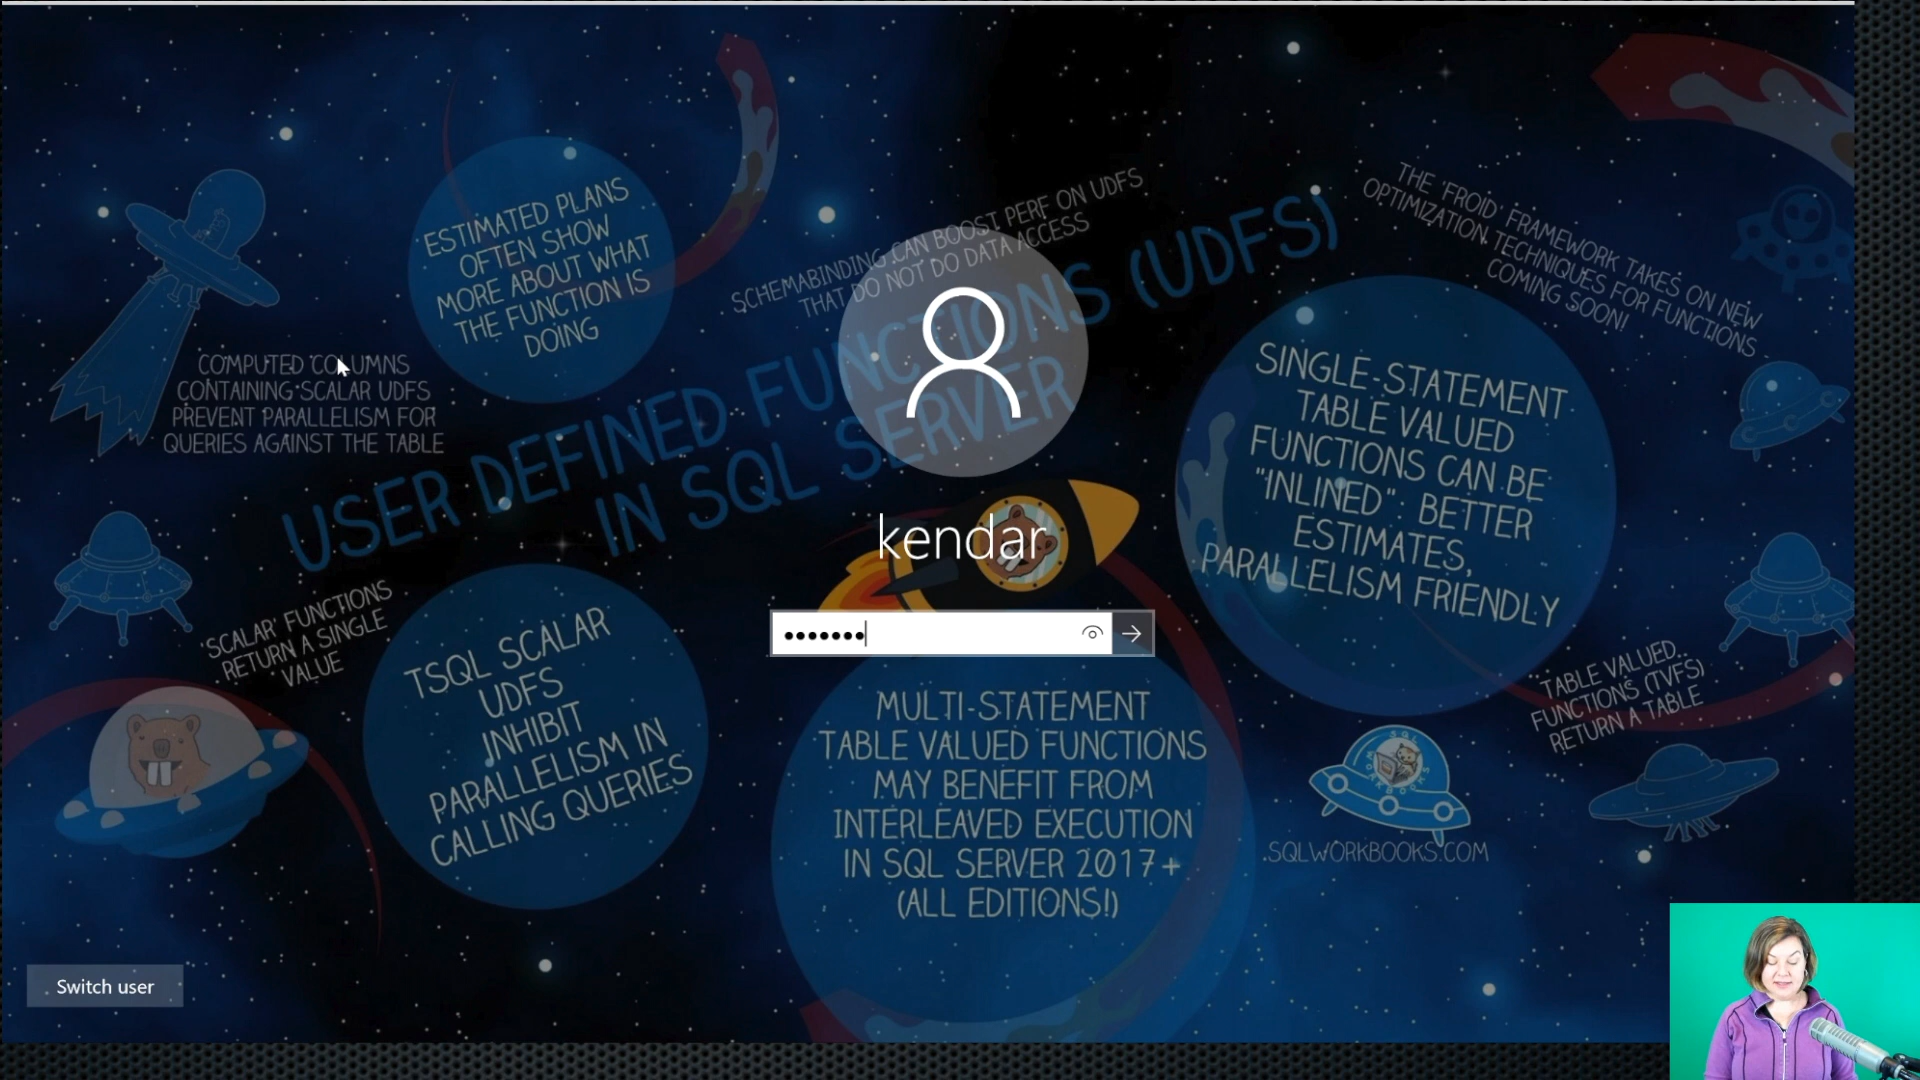 ESTIMATED PLANS
OFTEN SHOW
MORE ABOUT WHAT
THE FUNCTION IS
DOING
SCHEMABINDING CAN BOOST PERF ON UDFS
THAT DO NOT DO DATA ACCESS
THE 'FROID' FRAMEWORK TAKES ON NEW
OPTIMIZATION TECHNIQUES FOR FUNCTIONS
COMING SOON!
COMPUTED COLUMNS
CONTAINING SCALAR UDFS
PREVENT PARALLELISM FOR
QUERIES AGAINST THE TABLE
USER DEFINED FUNCTIONS (UDFS)
IN SQL SERVER
SINGLE-STATEMENT
TABLE VALUED
FUNCTIONS CAN BE
"INLINED": BETTER
ESTIMATES,
PARALLELISM FRIENDLY
kendar
'SCALAR' FUNCTIONS
RETURN A SINGLE
VALUE
TSQL SCALAR
UDFS
INHIBIT
PARALLELISM IN
CALLING QUERIES
MULTI-STATEMENT
TABLE VALUED FUNCTIONS
MAY BENEFIT FROM
INTERLEAVED EXECUTION
IN SQL SERVER 2017+
(ALL EDITIONS!)
TABLE VALUED
FUNCTIONS (TVFS)
RETURN A TABLE
SQLWORKBOOKS.COM
Switch user